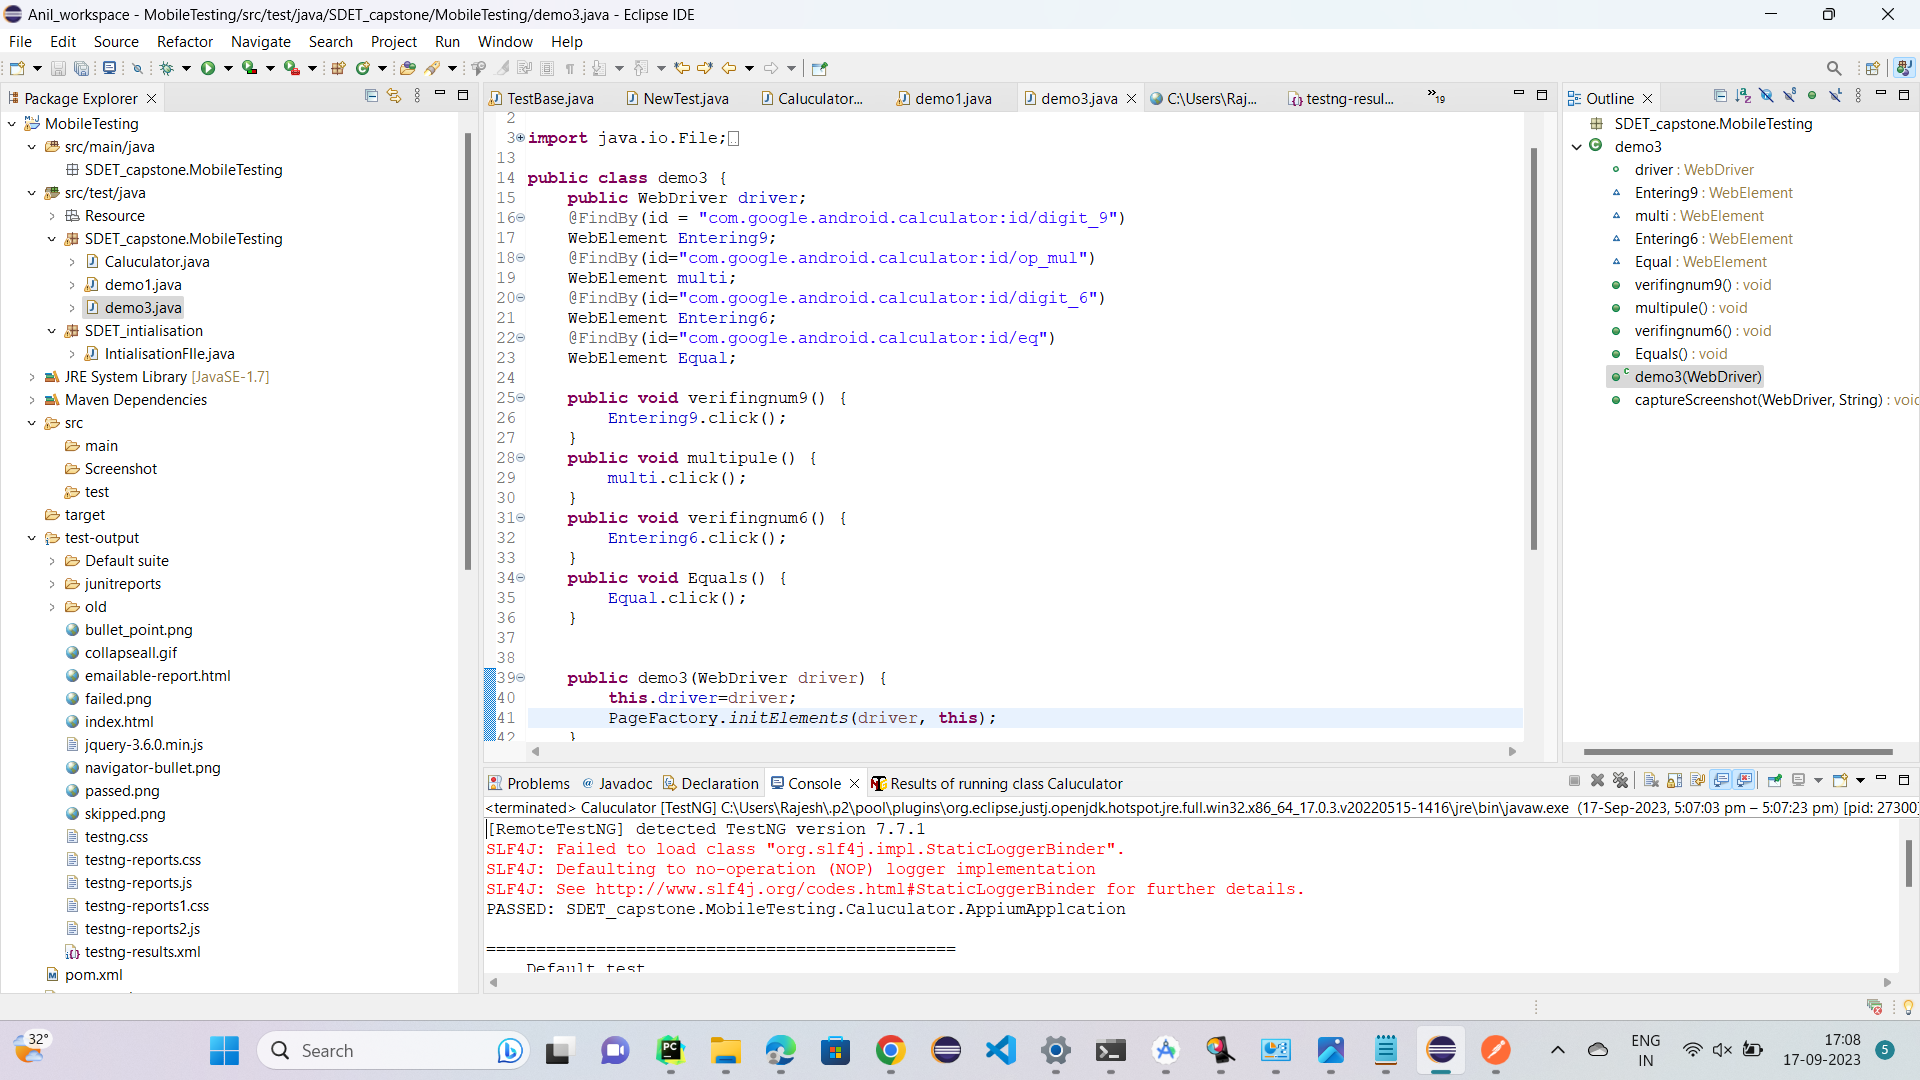 Anil_workspace - MobileTesting/src/test/java/SDET_capstone/MobileTesting/demo3.java - Eclipse IDE
File Edit Source Refactor Navigate Search Project Run Window Help
Package Explorer
MobileTesting
src/main/java
SDET_capstone.MobileTesting
src/test/java
Resource
SDET_capstone.MobileTesting
Caluculator.java
demo1.java
demo3.java
SDET_intialisation
IntialisationFIle.java
JRE System Library [JavaSE-1.7]
Maven Dependencies
src
main
Screenshot
test
target
test-output
Default suite
junitreports
old
bullet_point.png
collapseall.gif
emailable-report.html
failed.png
index.html
jquery-3.6.0.min.js
navigator-bullet.png
passed.png
skipped.png
testng.css
testng-reports.css
testng-reports.js
testng-reports1.css
testng-reports2.js
testng-results.xml
pom.xml
TestBase.java NewTest.java Caluculator... demo1.java demo3.java C:\Users\Raj... testng-resul... »19
2
3 import java.io.File;
13
14 public class demo3 {
15 public WebDriver driver;
16 @FindBy(id = "com.google.android.calculator:id/digit_9")
17 WebElement Entering9;
18 @FindBy(id="com.google.android.calculator:id/op_mul")
19 WebElement multi;
20 @FindBy(id="com.google.android.calculator:id/digit_6")
21 WebElement Entering6;
22 @FindBy(id="com.google.android.calculator:id/eq")
23 WebElement Equal;
24
25 public void verifingnum9() {
26 Entering9.click();
27 }
28 public void multipule() {
29 multi.click();
30 }
31 public void verifingnum6() {
32 Entering6.click();
33 }
34 public void Equals() {
35 Equal.click();
36 }
37
38
39 public demo3(WebDriver driver) {
40 this.driver=driver;
41 PageFactory.initElements(driver, this);
42 }
Outline
SDET_capstone.MobileTesting
demo3
driver : WebDriver
Entering9 : WebElement
multi : WebElement
Entering6 : WebElement
Equal : WebElement
verifingnum9() : void
multipule() : void
verifingnum6() : void
Equals() : void
demo3(WebDriver)
captureScreenshot(WebDriver, String) : voic
Problems Javadoc Declaration Console Results of running class Caluculator
<terminated> Caluculator [TestNG] C:\Users\Rajesh\.p2\pool\plugins\org.eclipse.justj.openjdk.hotspot.jre.full.win32.x86_64_17.0.3.v20220515-1416\jre\bin\javaw.exe (17-Sep-2023, 5:07:03 pm – 5:07:23 pm) [pid: 27300]
[RemoteTestNG] detected TestNG version 7.7.1
SLF4J: Failed to load class "org.slf4j.impl.StaticLoggerBinder".
SLF4J: Defaulting to no-operation (NOP) logger implementation
SLF4J: See http://www.slf4j.org/codes.html#StaticLoggerBinder for further details.
PASSED: SDET_capstone.MobileTesting.Caluculator.AppiumApplcation
===============================================
Default test
32°
Search
PC
ENG
IN
17:08
17-09-2023
5